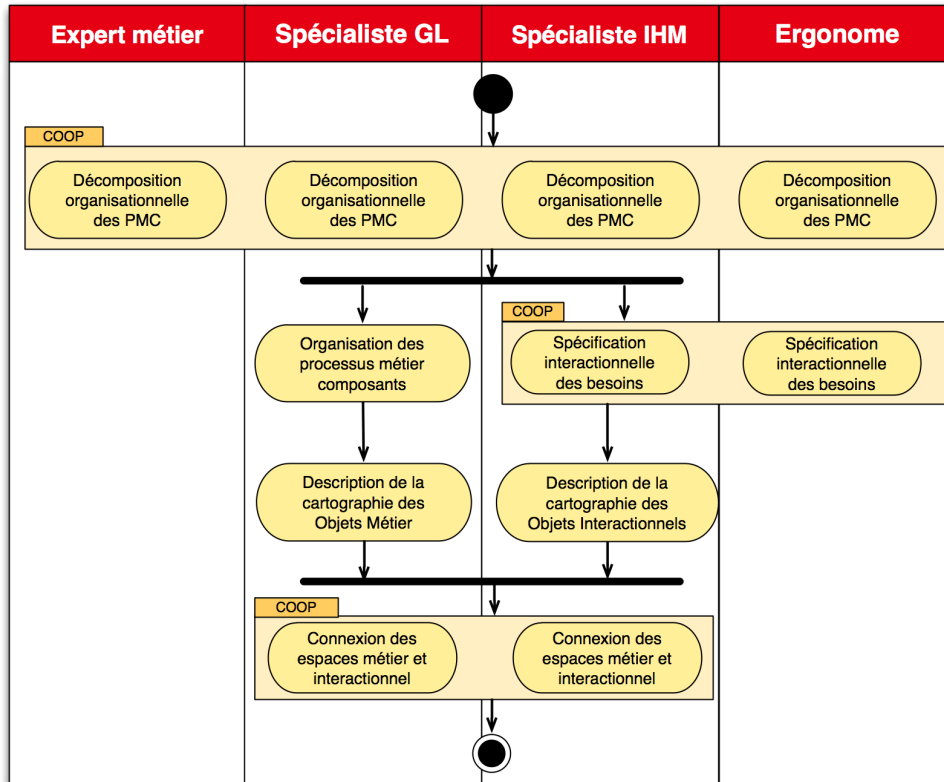 Expert métier
Spécialiste GL
Spécialiste IHM
Ergonome
COOP
Décomposition
organisationnelle
des PMC
Décomposition
organisationnelle
des PMC
Décomposition
organisationnelle
des PMC
Décomposition
organisationnelle
des PMC
Organisation des
processus métier
composants
COOP
Spécification
interactionnelle
des besoins
Spécification
interactionnelle
des besoins
Description de la
cartographie des
Objets Métier
Description de la
cartographie des
Objets Interactionnels
COOP
Connexion des
espaces métier et
interactionnel
Connexion des
espaces métier et
interactionnel